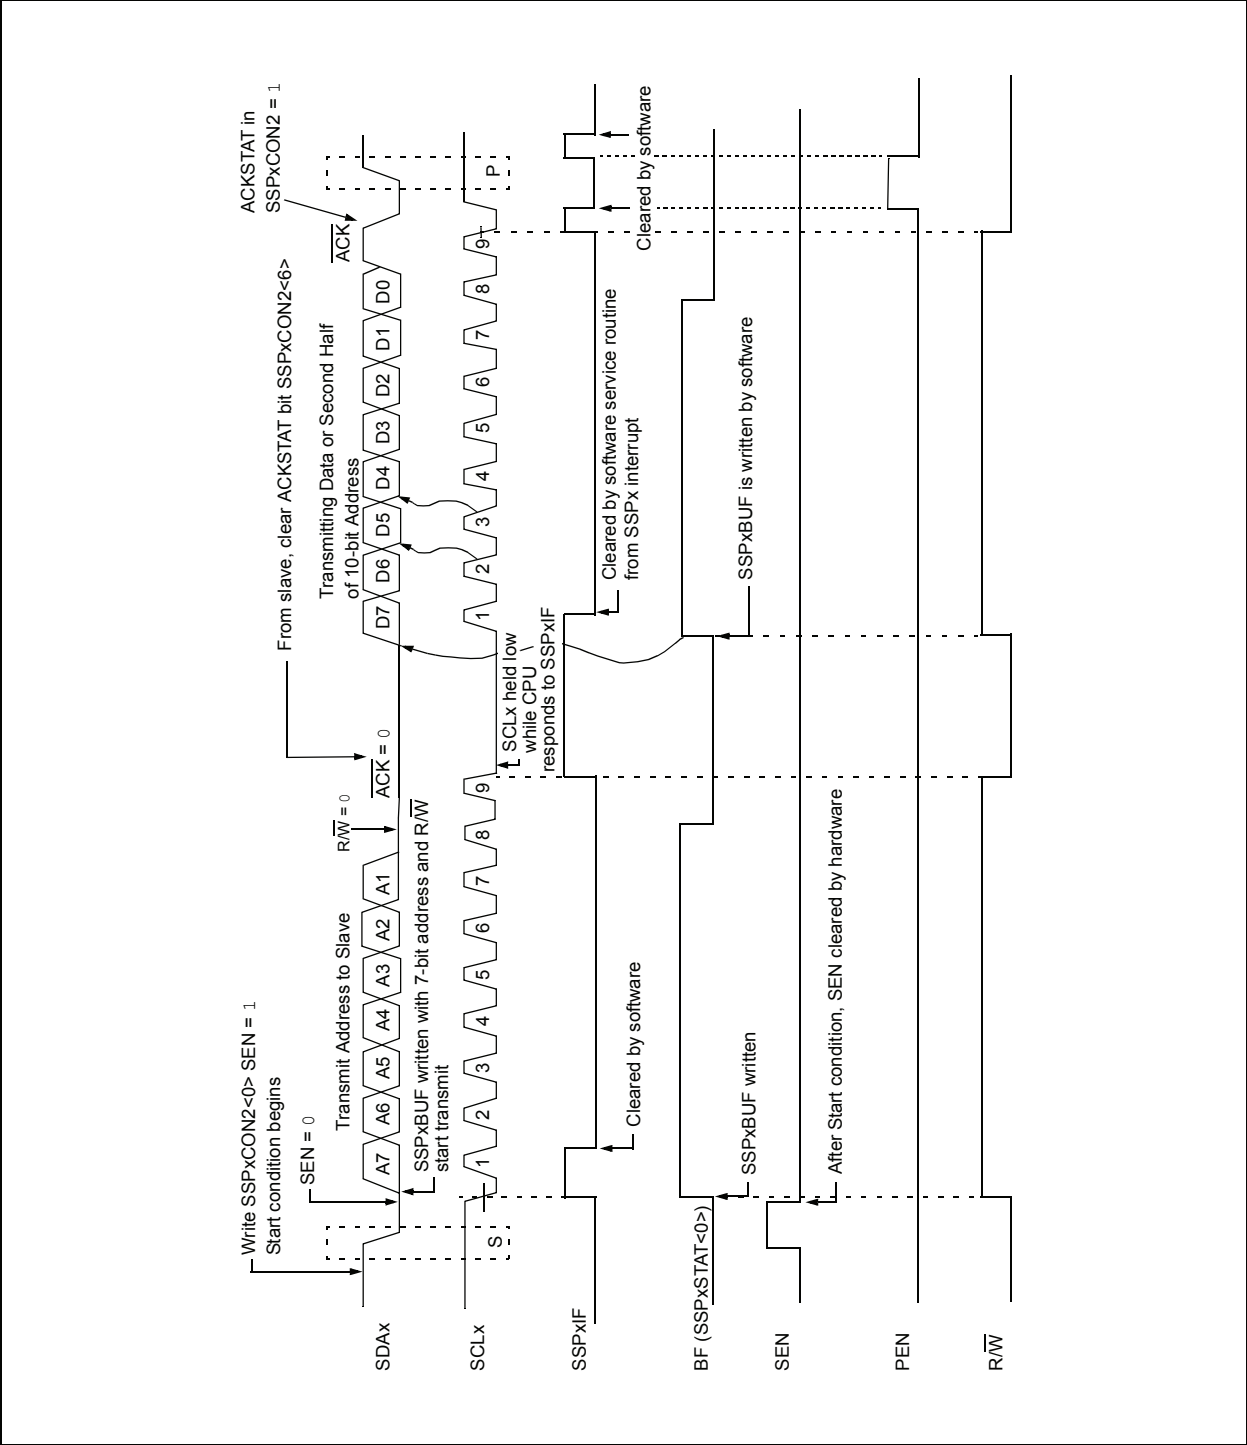 Write SSPxCON2<0> SEN = 1
Start condition begins
SEN = 0
Transmit Address to Slave
R/W = 0
From slave, clear ACKSTAT bit SSPxCON2<6>
ACK = 0
Transmitting Data or Second Half
of 10-bit Address
ACKSTAT in
SSPxCON2 = 1
ACK
SDAx
A7 A6 A5 A4 A3 A2 A1
D7 D6 D5 D4 D3 D2 D1 D0
SSPxBUF written with 7-bit address and R/W
start transmit
SCLx
S
1 2 3 4 5 6 7 8 9
1 2 3 4 5 6 7 8 9
P
SCLx held low
while CPU
responds to SSPxIF
SSPxIF
Cleared by software
Cleared by software service routine
from SSPx interrupt
Cleared by software
Cleared by software
BF (SSPxSTAT<0>)
SSPxBUF written
SSPxBUF is written by software
SEN
After Start condition, SEN cleared by hardware
PEN
R/W